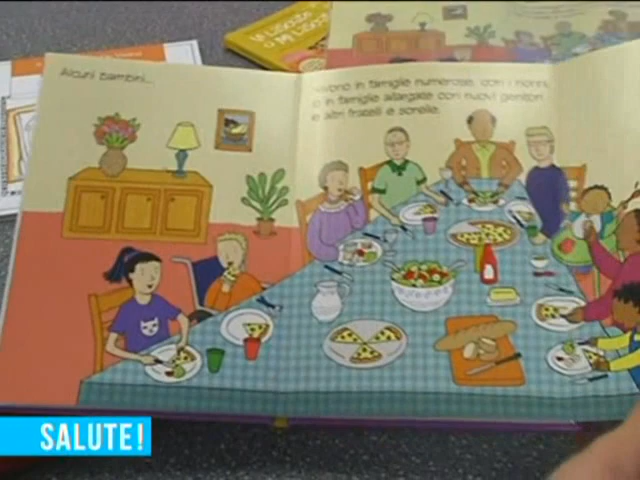 Alcuni bambini...
vivono in famiglie numerose, con i nonni,
o in famiglie allargate con nuovi genitori
e altri fratelli e sorelle.
SALUTE!